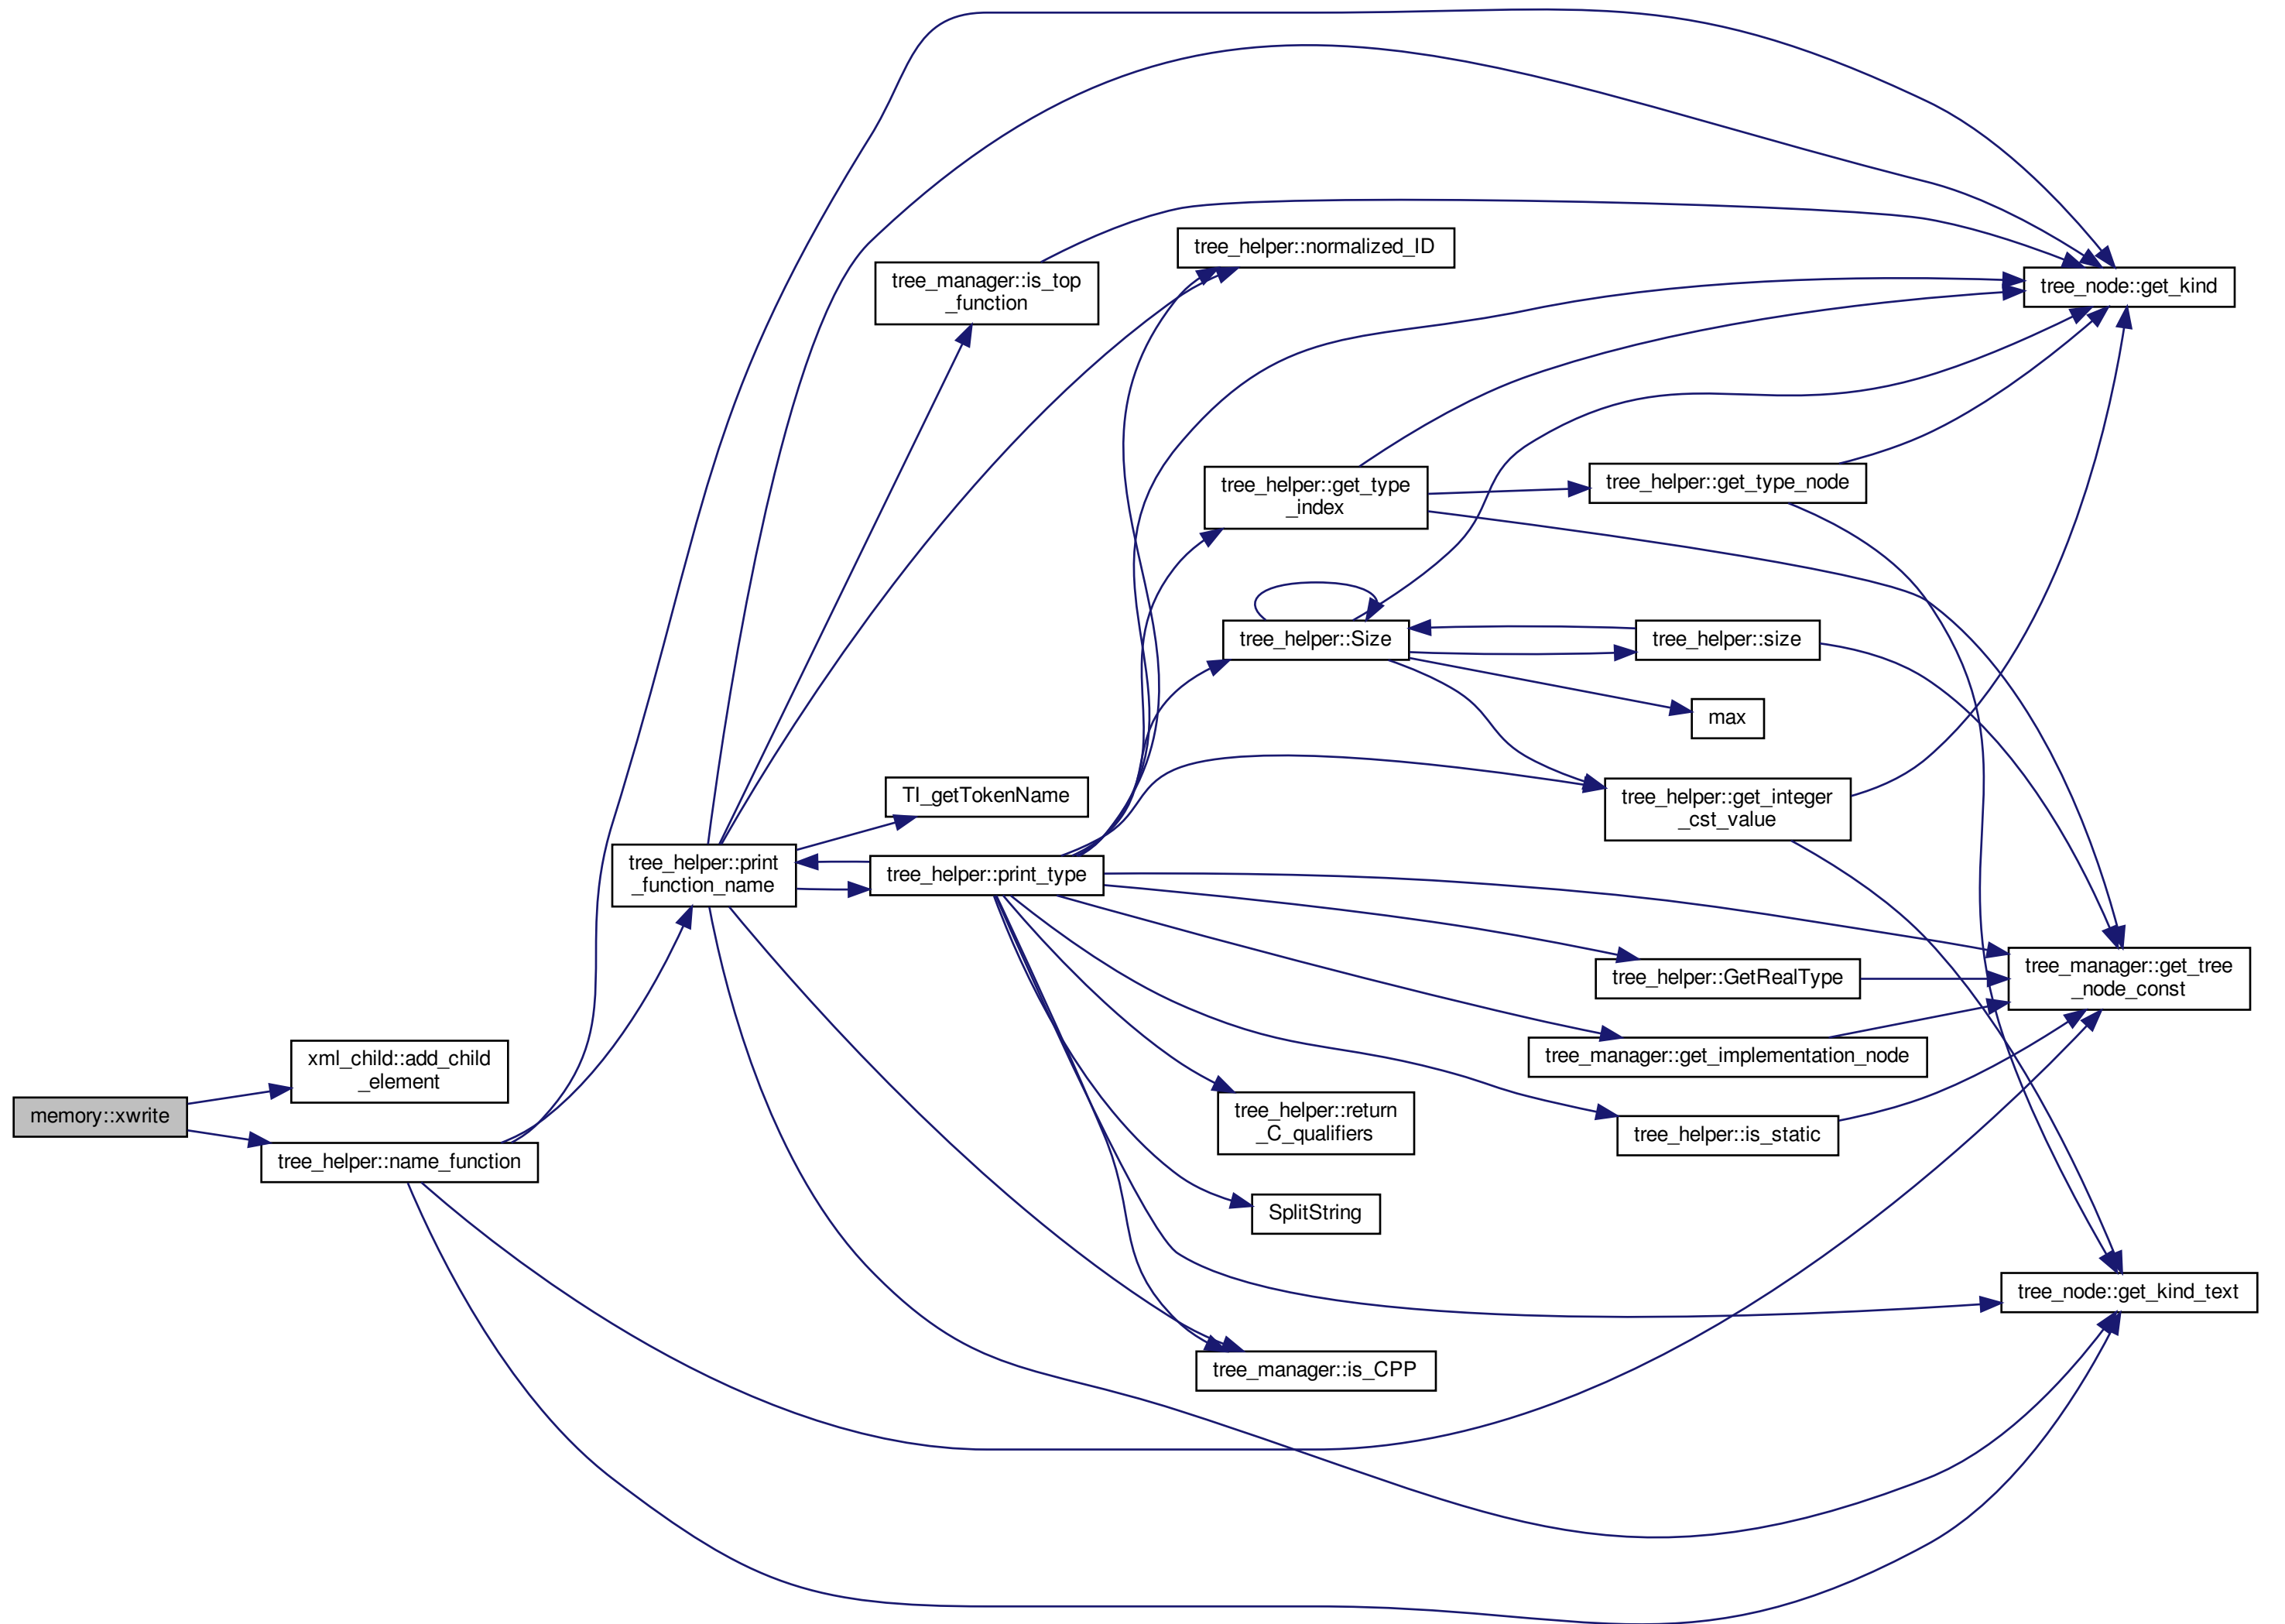 memory::xwrite
xml_child::add_child
_element
tree_helper::name_function
tree_helper::print
_function_name
tree_manager::is_top
_function
TI_getTokenName
tree_helper::print_type
tree_helper::normalized_ID
tree_helper::get_type
_index
tree_helper::Size
tree_helper::return
_C_qualifiers
SplitString
tree_manager::is_CPP
tree_helper::get_type_node
tree_helper::size
max
tree_helper::get_integer
_cst_value
tree_helper::GetRealType
tree_manager::get_implementation_node
tree_helper::is_static
tree_node::get_kind
tree_manager::get_tree
_node_const
tree_node::get_kind_text